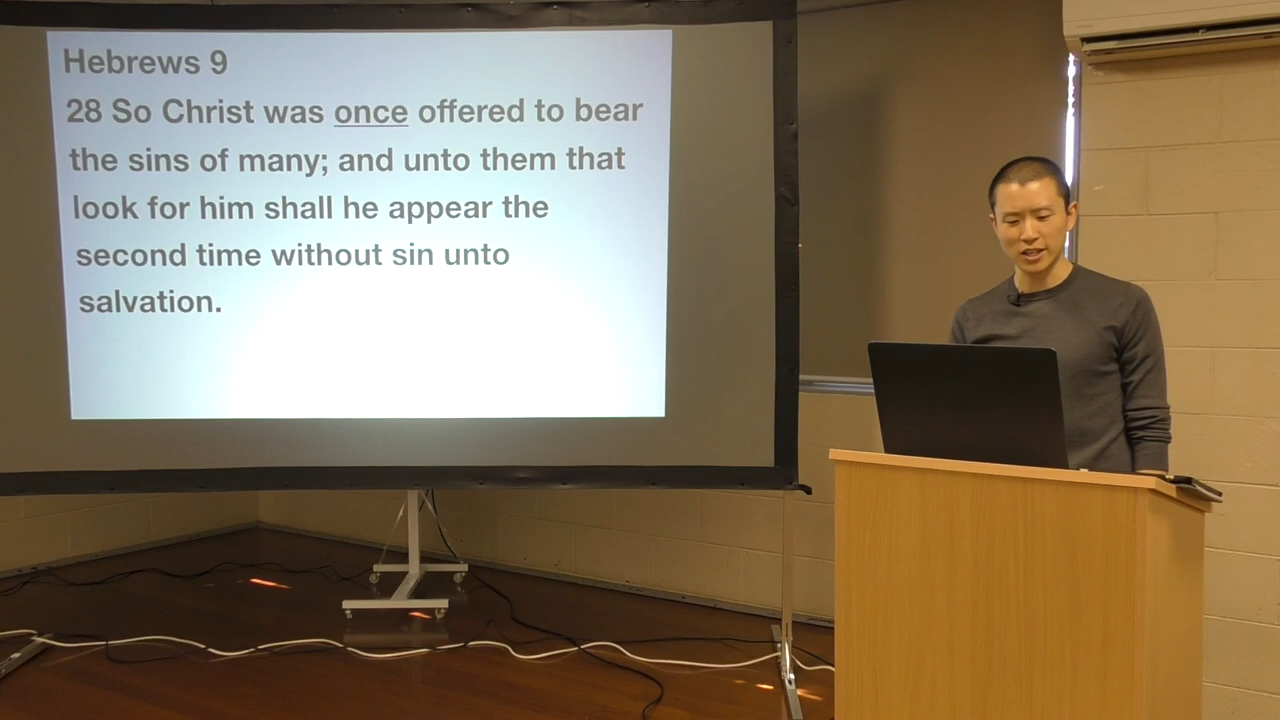 Hebrews 9
28 So Christ was once offered to bear
the sins of many; and unto them that
look for him shall he appear the
second time without sin unto
salvation.